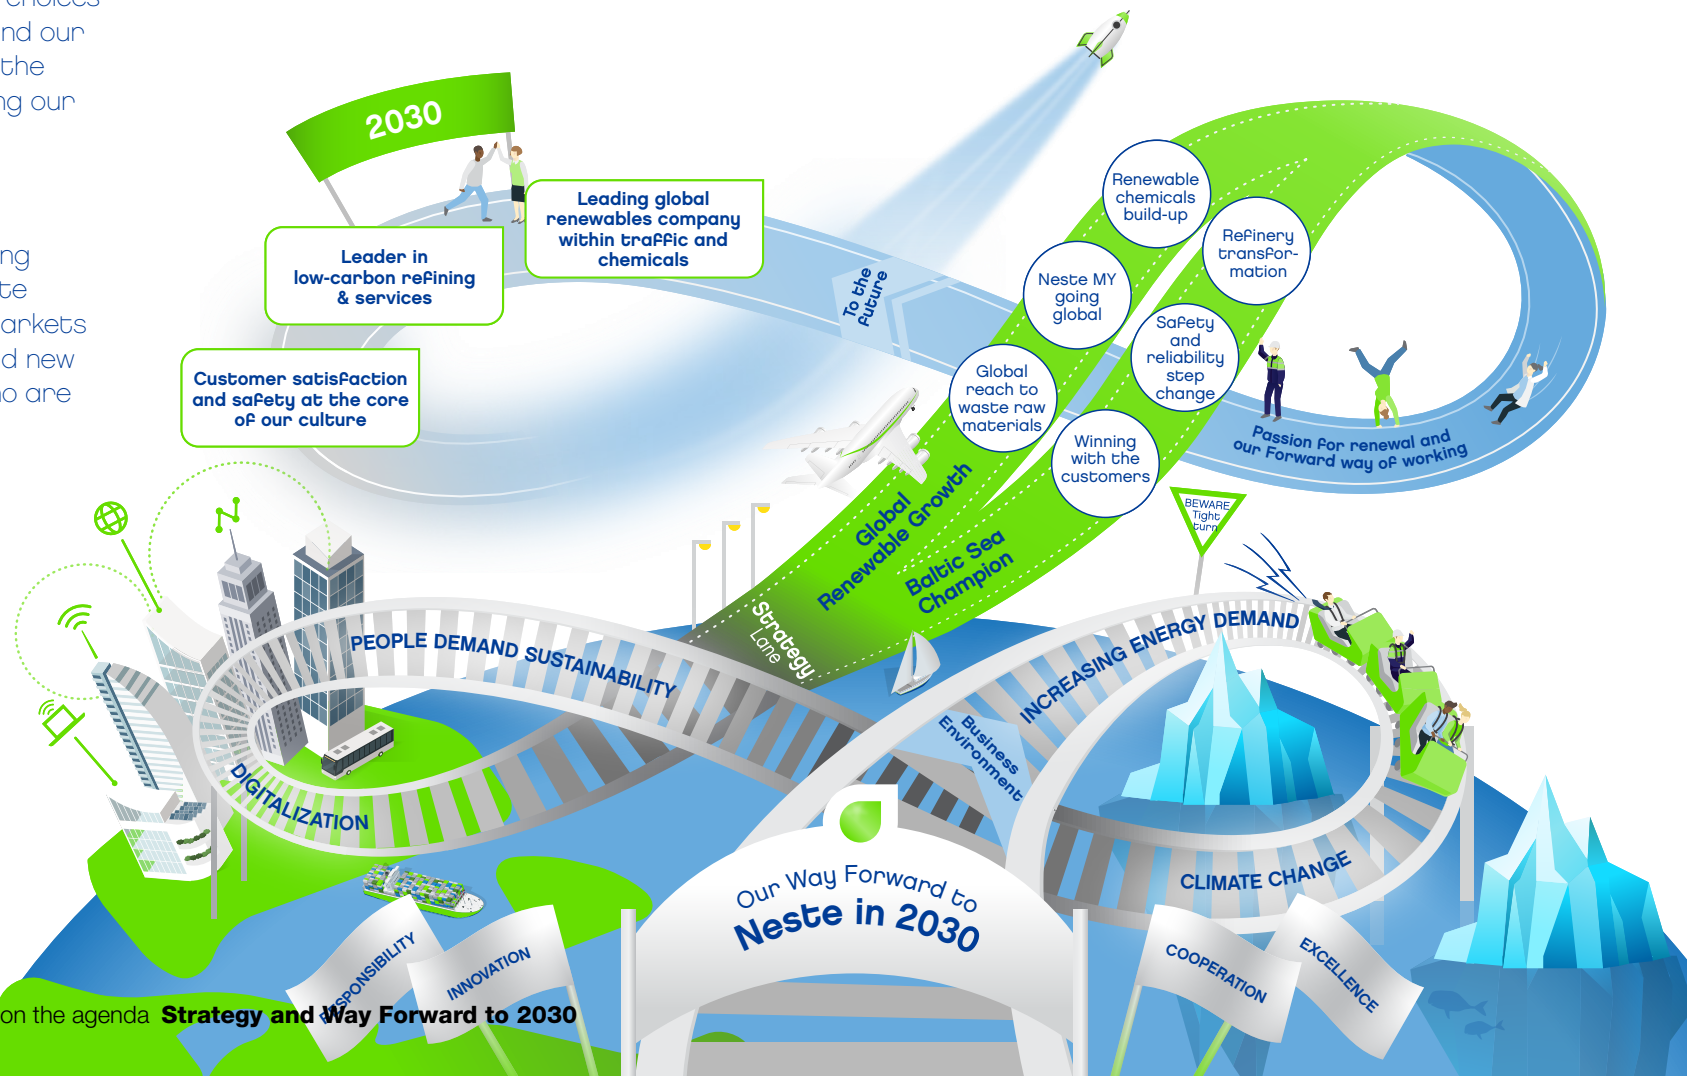 choices
nd our
the
ng our
ng
te
arkets
d new
o are
2030
Leading global
renewables company
within traffic and
chemicals
Leader in
low-carbon refining
& services
Customer satisfaction
and safety at the core
of our culture
To the
future
Renewable
chemicals
build-up
Refinery
transfor-
mation
Neste MY
going
global
Safety
and
reliability
step
change
Global
reach to
waste raw
materials
Winning
with the
customers
Passion for renewal and
our Forward way of working
Global
Renewable Growth
Baltic Sea
Champion
Strategy
Lane
BEWARE
Tight
turn
PEOPLE DEMAND SUSTAINABILITY
INCREASING ENERGY DEMAND
Business
Environment
DIGITALIZATION
CLIMATE CHANGE
Our Way Forward to
Neste in 2030
RESPONSIBILITY
INNOVATION
COOPERATION
EXCELLENCE
on the agenda Strategy and Way Forward to 2030